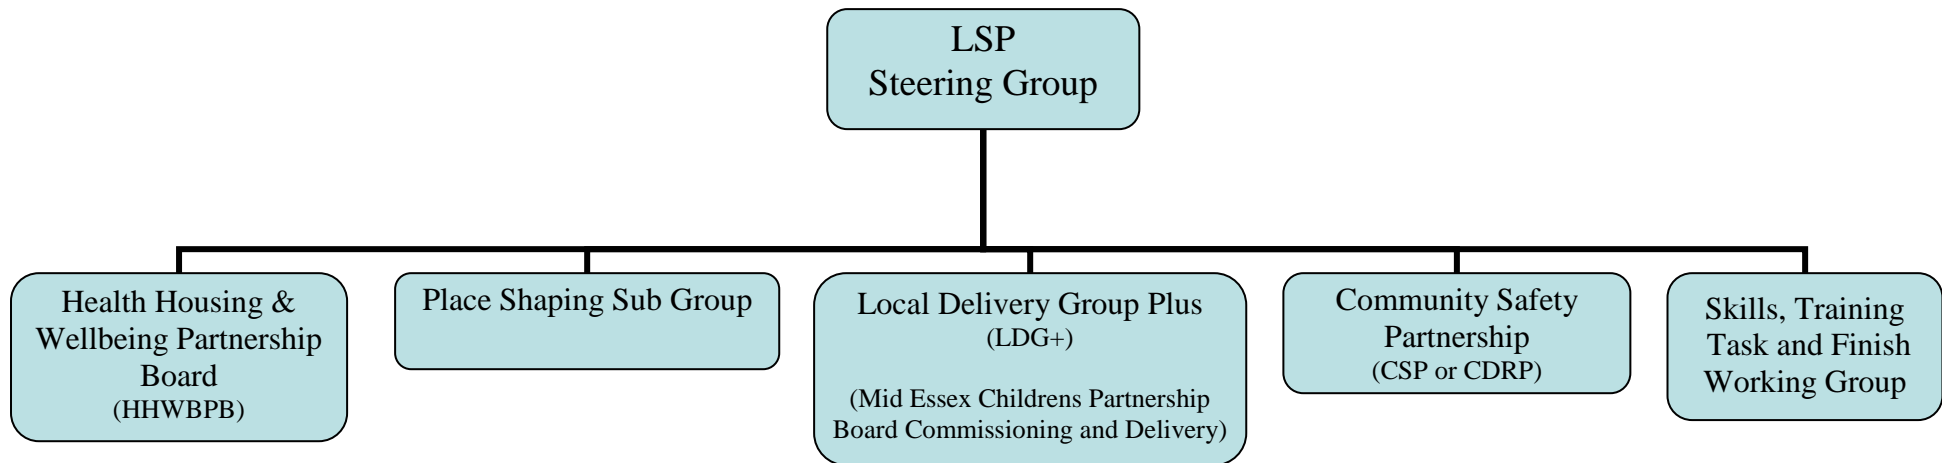 LSP
Steering Group
Health Housing &
Wellbeing Partnership
Board
(HHWBPB)
Place Shaping Sub Group
Local Delivery Group Plus
(LDG+)
(Mid Essex Childrens Partnership
Board Commissioning and Delivery)
Community Safety
Partnership
(CSP or CDRP)
Skills, Training
Task and Finish
Working Group